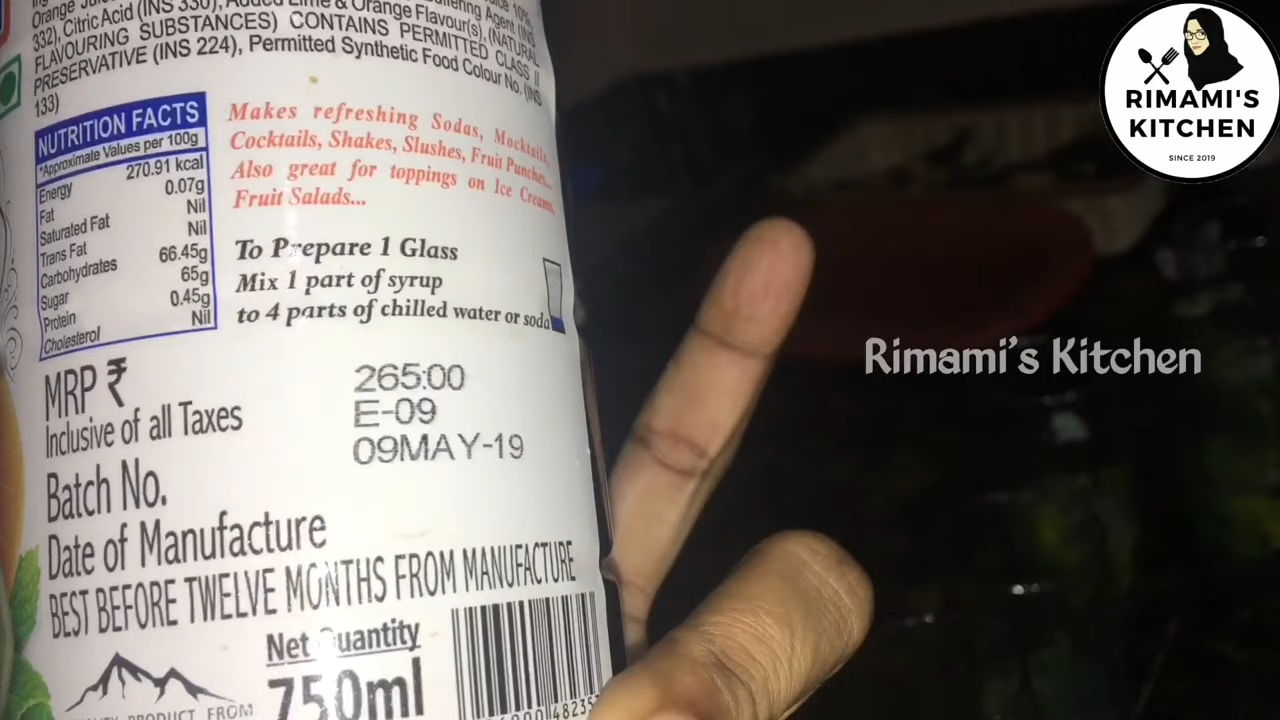 Orange
332), Citric Acid (INS 330), Added Lime & Orange Flavour(s), (NATURAL
FLAVOURING SUBSTANCES) CONTAINS PERMITTED CLASS II
PRESERVATIVE (INS 224), Permitted Synthetic Food Colour No. (INS
133)
NUTRITION FACTS
*Approximate Values per 100g
Energy 270.91 kcal
Fat 0.07g
Saturated Fat Nil
Trans Fat Nil
Carbohydrates 66.45g
Sugar 65g
Protein 0.45g
Cholesterol Nil
Makes refreshing Sodas, Mocktails,
Cocktails, Shakes, Slushes, Fruit Punches...
Also great for toppings on Ice Creams,
Fruit Salads...
To Prepare 1 Glass
Mix 1 part of syrup
to 4 parts of chilled water or soda
MRP ₹ 265:00
Inclusive of all Taxes
Batch No. E-09
Date of Manufacture 09MAY-19
BEST BEFORE TWELVE MONTHS FROM MANUFACTURE
Net Quantity
750ml
PRODUCT FROM
RIMAMI'S
KITCHEN
SINCE 2019
Rimami's Kitchen